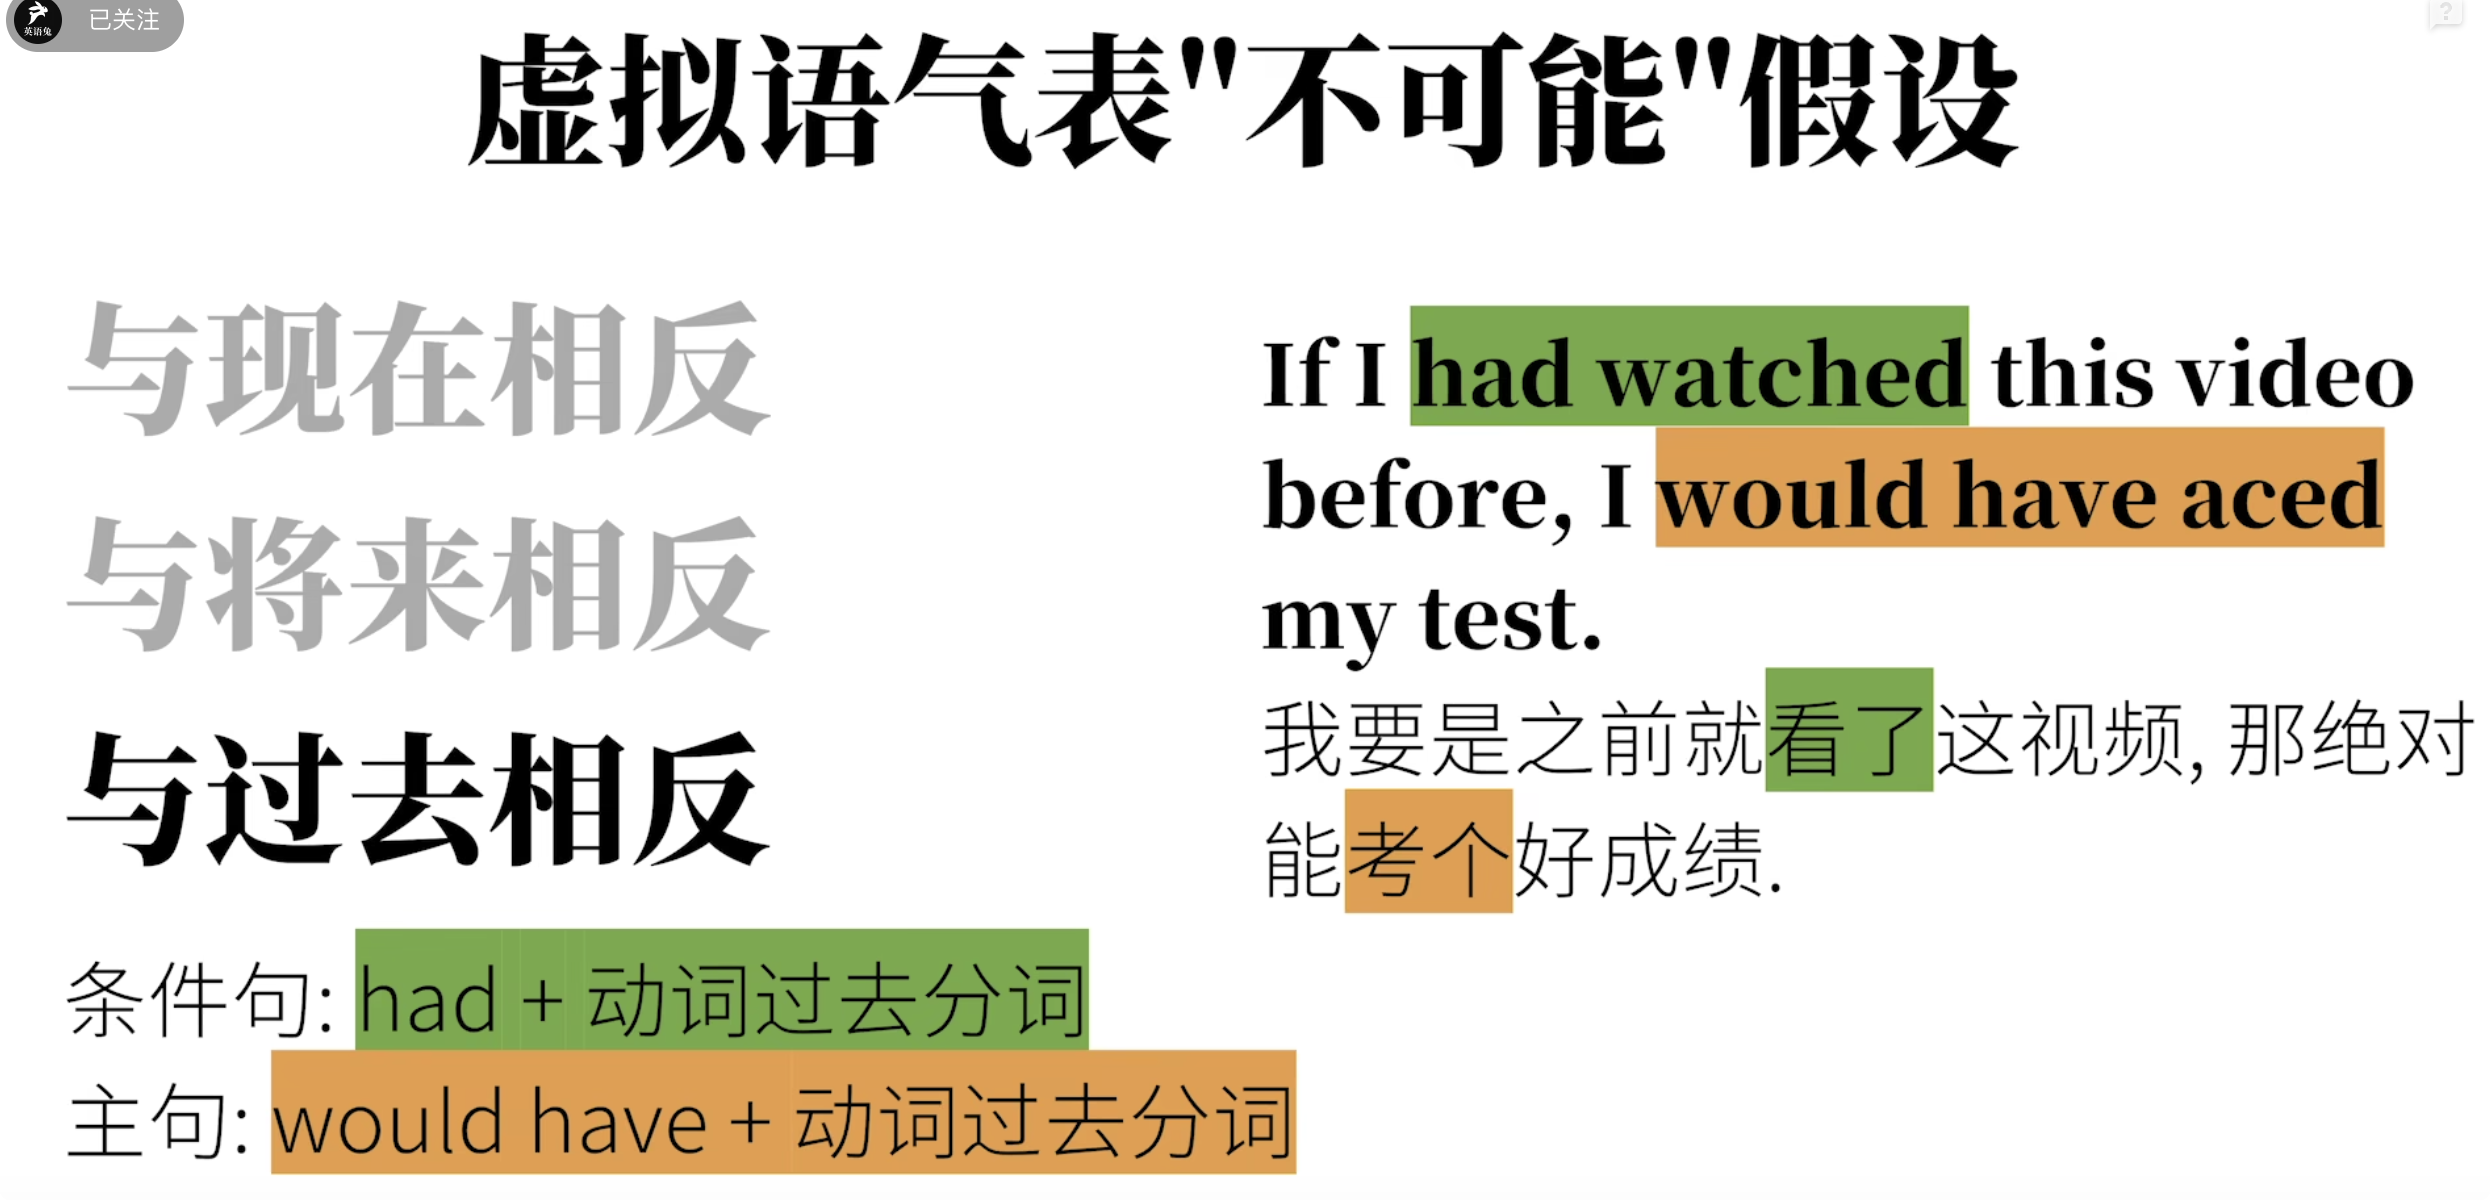 英语兔
已关注
虚拟语气表"不可能"假设
与现在相反
与将来相反
与过去相反
条件句: had + 动词过去分词
主句: would have + 动词过去分词
If I had watched this video
before, I would have aced
my test.
我要是之前就看了这视频, 那绝对
能考个好成绩.